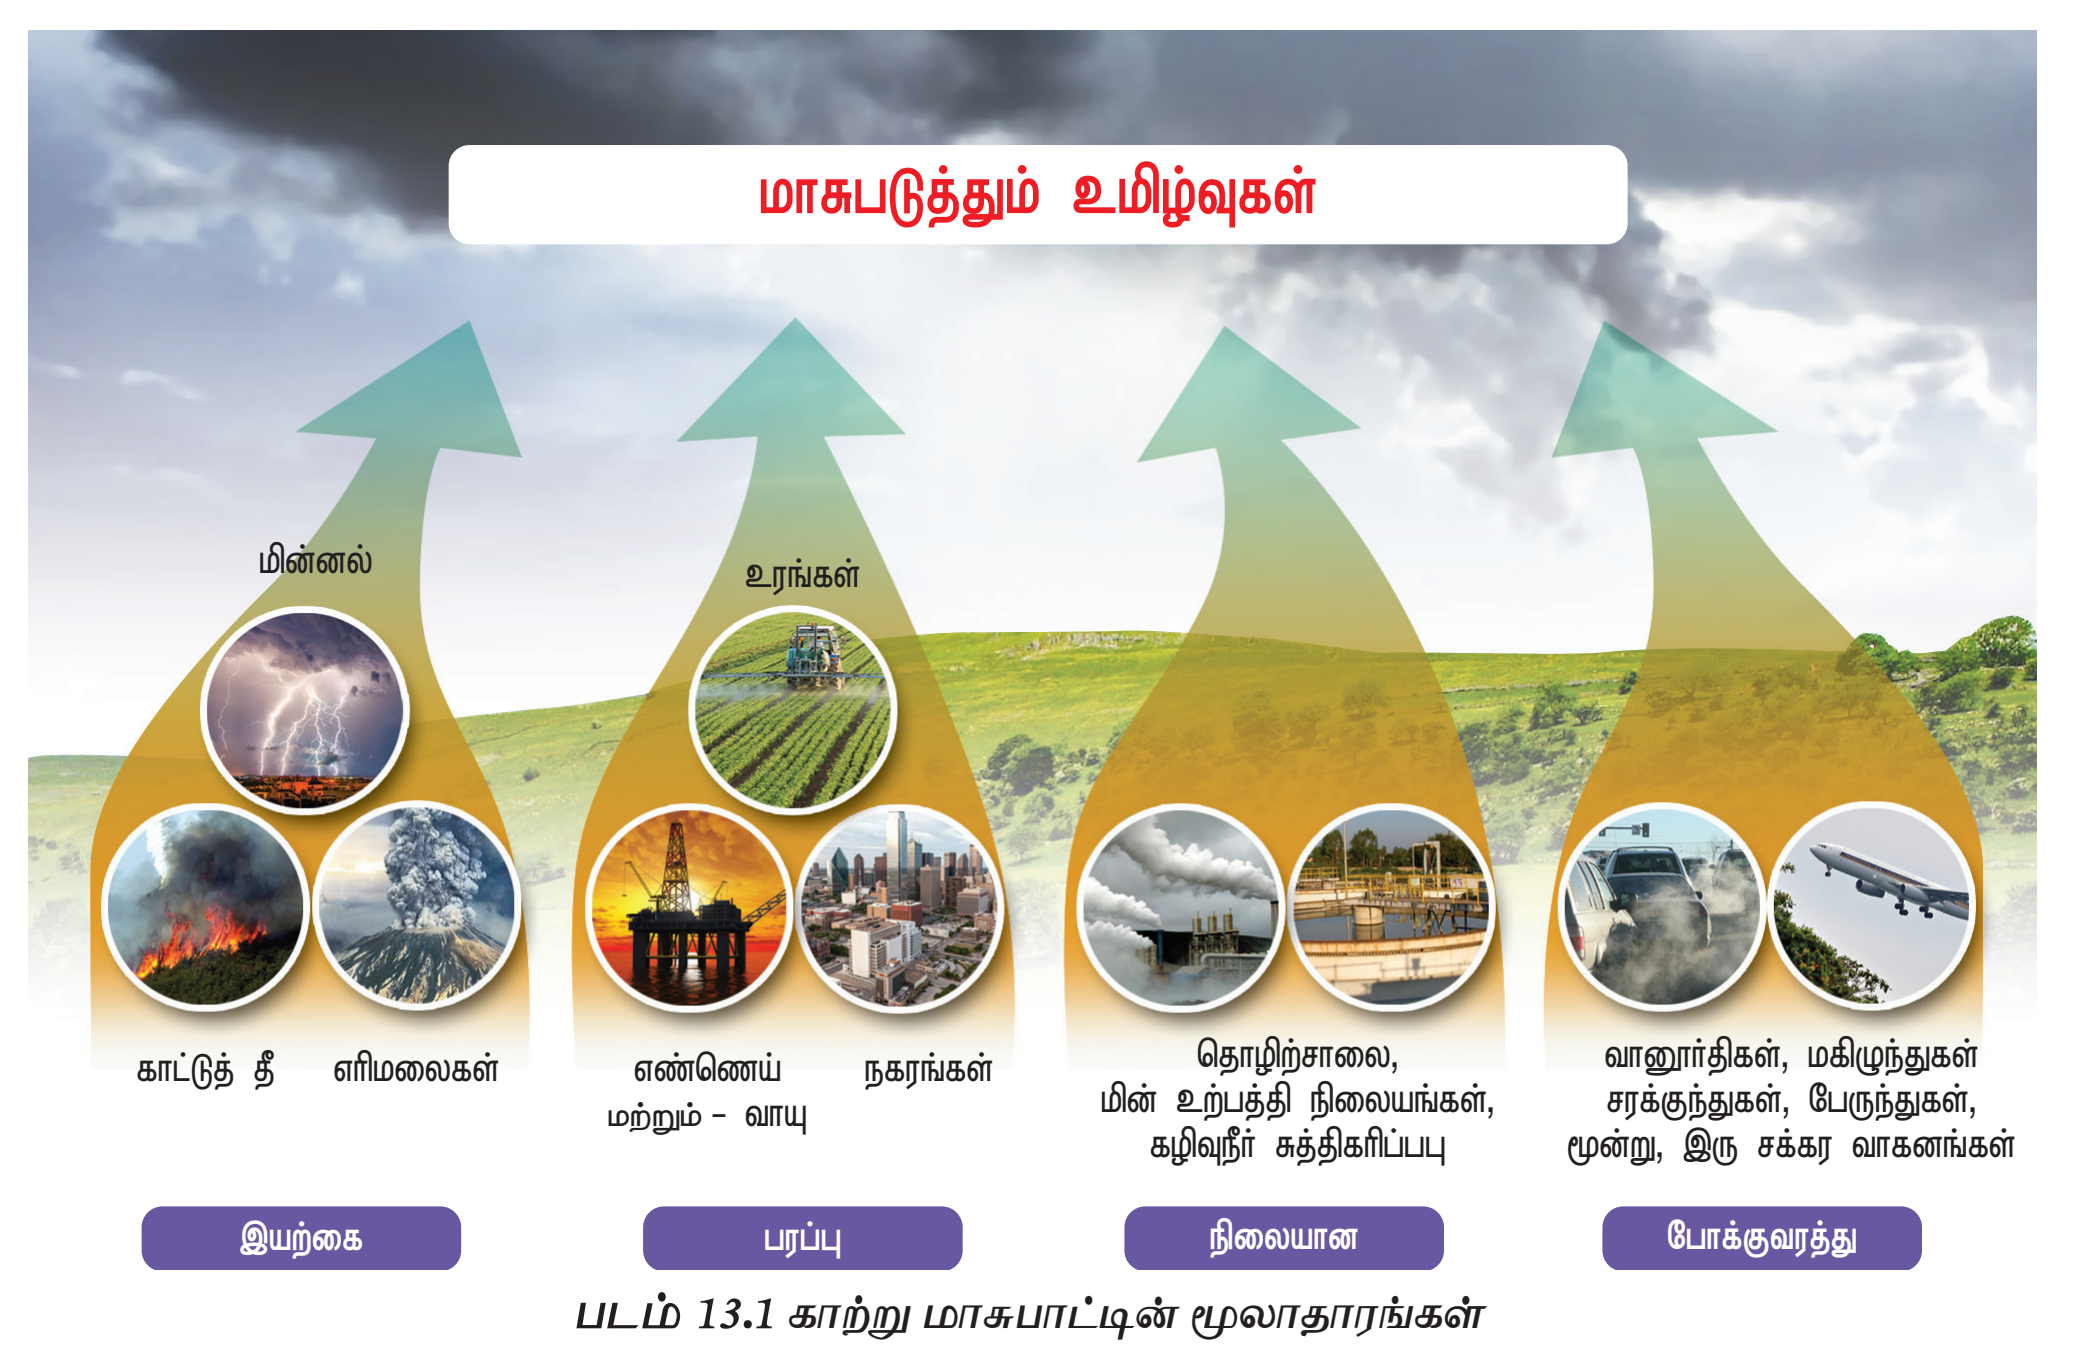 மாசுபடுத்தும் உமிழ்வுகள்
மின்னல்
காட்டுத் தீ
எரிமலைகள்
இயற்கை
உரங்கள்
எண்ணெய்
மற்றும் - வாயு
நகரங்கள்
பரப்பு
தொழிற்சாலை,
மின் உற்பத்தி நிலையங்கள்,
கழிவுநீர் சுத்திகரிப்பபு
நிலையான
வானூர்திகள், மகிழுந்துகள்
சரக்குந்துகள், பேருந்துகள்,
மூன்று, இரு சக்கர வாகனங்கள்
போக்குவரத்து
படம் 13.1 காற்று மாசுபாட்டின் மூலாதாரங்கள்